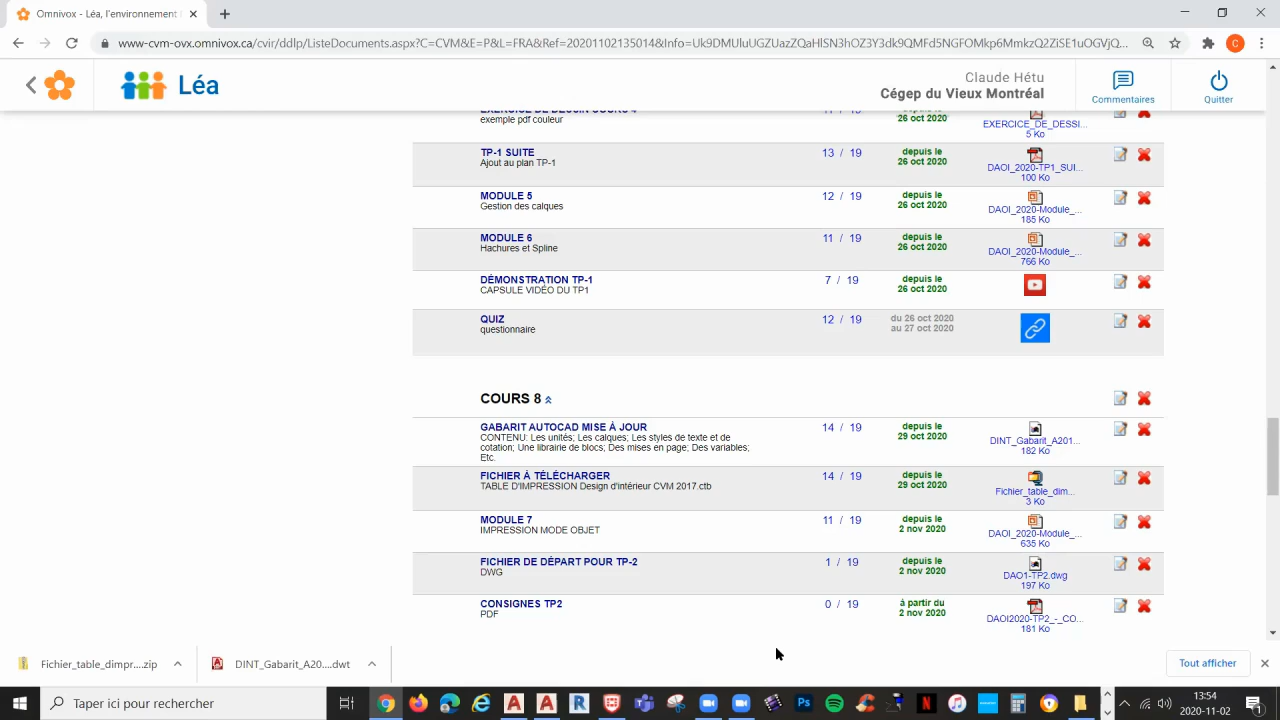 Omnivox - Léa, l'environnement
www-cvm-ovx.omnivox.ca/cvir/ddlp/ListeDocuments.aspx?C=CVM&E=P&L=FRA&Ref=20201102135014&Info=Uk9DMUluUGZUazZQaHlSN3hOZ3Y3dk9QMFd5NGFOMkp6MmkzQ2ZiSE1uOGVjQ...
C
Léa
Claude Hétu
Cégep du Vieux Montréal
Commentaires
Quitter
exemple pdf couleur
26 oct 2020
EXERCICE_DE_DESSI...
5 Ko
TP-1 SUITE
Ajout au plan TP-1
13 / 19
depuis le
26 oct 2020
DAOI_2020-TP1_SUI...
100 Ko
MODULE 5
Gestion des calques
12 / 19
depuis le
26 oct 2020
DAOI_2020-Module_...
185 Ko
MODULE 6
Hachures et Spline
11 / 19
depuis le
26 oct 2020
DAOI_2020-Module_...
766 Ko
DÉMONSTRATION TP-1
CAPSULE VIDÉO DU TP1
7 / 19
depuis le
26 oct 2020
QUIZ
questionnaire
12 / 19
du 26 oct 2020
au 27 oct 2020
COURS 8
GABARIT AUTOCAD MISE À JOUR
CONTENU: Les unités; Les calques; Les styles de texte et de
cotation; Une librairie de blocs, Des mises en page; Des variables;
Etc.
14 / 19
depuis le
29 oct 2020
DINT_Gabarit_A201...
182 Ko
FICHIER À TÉLÉCHARGER
TABLE D'IMPRESSION Design d'intérieur CVM 2017.ctb
14 / 19
depuis le
29 oct 2020
Fichier_table_dim...
3 Ko
MODULE 7
IMPRESSION MODE OBJET
11 / 19
depuis le
2 nov 2020
DAOI_2020-Module_...
635 Ko
FICHIER DE DÉPART POUR TP-2
DWG
1 / 19
depuis le
2 nov 2020
DAO1-TP2.dwg
197 Ko
CONSIGNES TP2
PDF
0 / 19
à partir du
2 nov 2020
DAOI2020-TP2_-_CO...
181 Ko
Fichier_table_dimpr....zip
DINT_Gabarit_A20....dwt
Tout afficher
Taper ici pour rechercher
13:54
2020-11-02